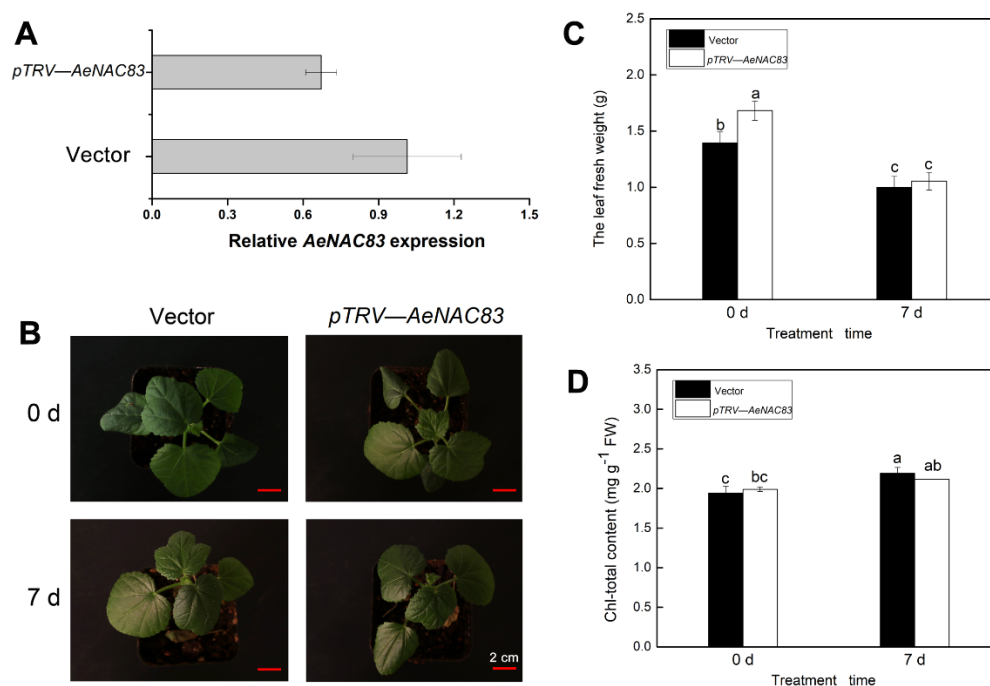 A
pTRV—AeNAC83
Vector
0.0 0.3 0.6 0.9 1.2 1.5
Relative AeNAC83 expression
B
Vector pTRV—AeNAC83
0 d
7 d
2 cm
C
Vector
pTRV—AeNAC83
The leaf fresh weight (g)
2.5
2.0
1.5
1.0
0.5
0.0
b a c c
0 d 7 d
Treatment time
D
Vector
pTRV—AeNAC83
Chl-total content (mg g⁻¹ FW)
3.5
3.0
2.5
2.0
1.5
1.0
0.5
0.0
c bc a ab
0 d 7 d
Treatment time